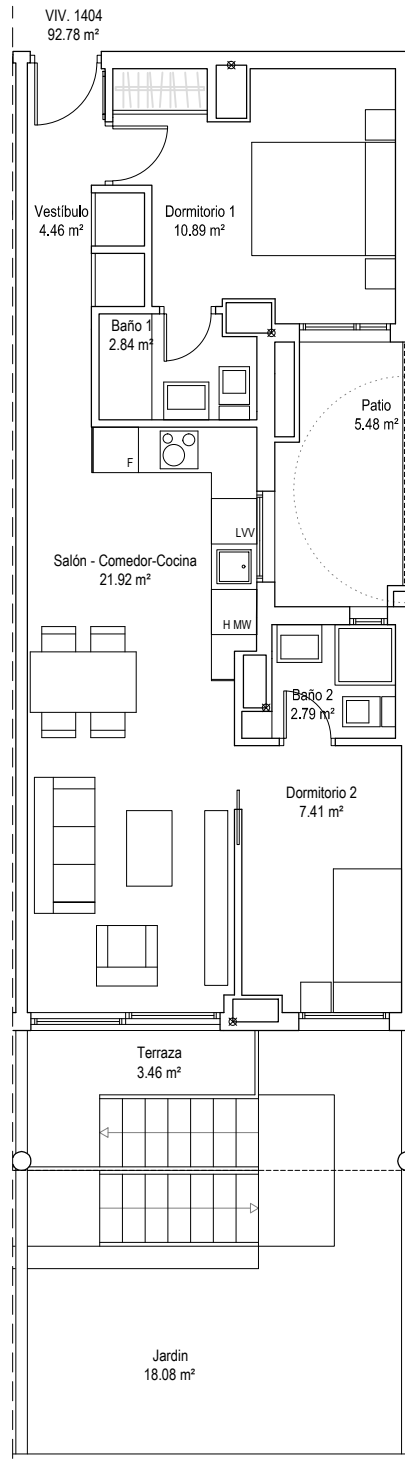 VIV. 1404
92.78 m²
Vestíbulo
4.46 m²
Dormitorio 1
10.89 m²
Baño 1
2.84 m²
Patio
5.48 m²
F
LVV
Salón - Comedor-Cocina
21.92 m²
H MW
Baño 2
2.79 m²
Dormitorio 2
7.41 m²
Terraza
3.46 m²
Jardin
18.08 m²